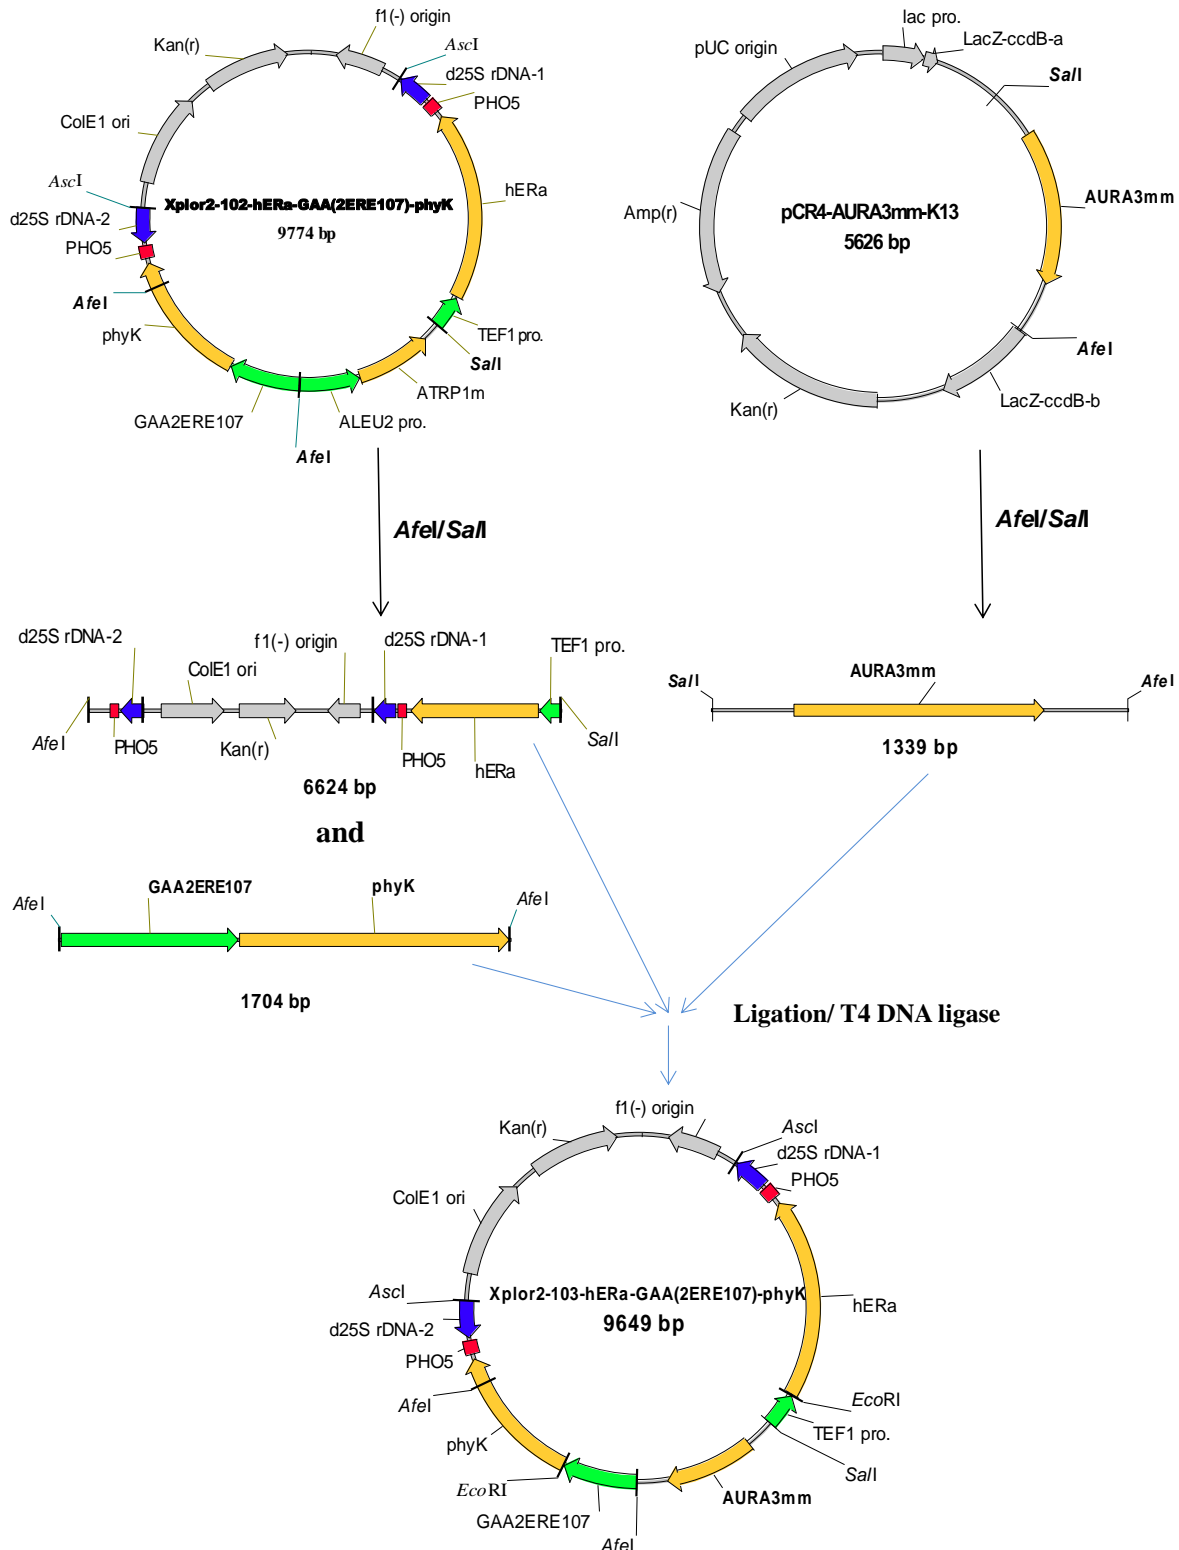 f1(-) origin
Kan(r)
AscI
d25S rDNA-1
PHO5
ColE1 ori
hERa
AscI
d25S rDNA-2
PHO5
Xplor2-102-hERa-GAA(2ERE107)-phyK
9774 bp
AfeI
phyK
TEF1 pro.
SalI
ATRP1m
GAA2ERE107
ALEU2 pro.
AfeI
lac pro.
LacZ-ccdB-a
pUC origin
SalI
AURA3mm
Amp(r)
pCR4-AURA3mm-K13
5626 bp
AfeI
LacZ-ccdB-b
Kan(r)
AfeI/SalI
AfeI/SalI
d25S rDNA-2
f1(-) origin
d25S rDNA-1
TEF1 pro.
ColE1 ori
AfeI
PHO5
Kan(r)
PHO5
hERa
SalI
6624 bp
AURA3mm
SalI
AfeI
1339 bp
and
GAA2ERE107
phyK
AfeI
AfeI
1704 bp
Ligation/ T4 DNA ligase
f1(-) origin
Kan(r)
AscI
d25S rDNA-1
PHO5
ColE1 ori
AscI
Xplor2-103-hERa-GAA(2ERE107)-phyK
9649 bp
hERa
d25S rDNA-2
PHO5
AfeI
EcoRI
TEF1 pro.
phyK
SalI
EcoRI
AURA3mm
GAA2ERE107
AfeI